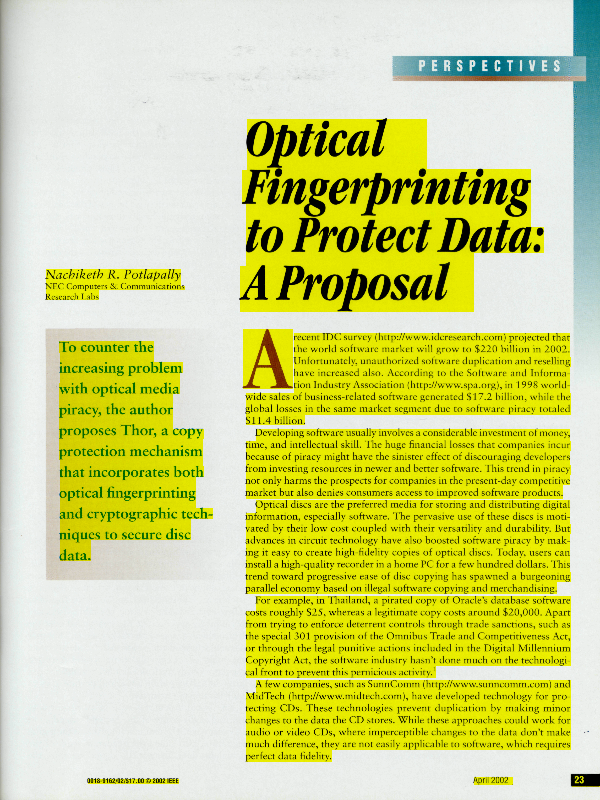 PERSPECTIVES
Optical
Fingerprinting
to Protect Data:
A Proposal
Nachiketh R. Potlapally
NEC Computers & Communications
Research Labs
To counter the
increasing problem
with optical media
piracy, the author
proposes Thor, a copy
protection mechanism
that incorporates both
optical fingerprinting
and cryptographic tech-
niques to secure disc
data.
A recent IDC survey (http://www.idcresearch.com) projected that
the world software market will grow to $220 billion in 2002.
Unfortunately, unauthorized software duplication and reselling
have increased also. According to the Software and Informa-
tion Industry Association (http://www.spa.org), in 1998 world-
wide sales of business-related software generated $17.2 billion, while the
global losses in the same market segment due to software piracy totaled
$11.4 billion.
Developing software usually involves a considerable investment of money,
time, and intellectual skill. The huge financial losses that companies incur
because of piracy might have the sinister effect of discouraging developers
from investing resources in newer and better software. This trend in piracy
not only harms the prospects for companies in the present-day competitive
market but also denies consumers access to improved software products.
Optical discs are the preferred media for storing and distributing digital
information, especially software. The pervasive use of these discs is moti-
vated by their low cost coupled with their versatility and durability. But
advances in circuit technology have also boosted software piracy by mak-
ing it easy to create high-fidelity copies of optical discs. Today, users can
install a high-quality recorder in a home PC for a few hundred dollars. This
trend toward progressive ease of disc copying has spawned a burgeoning
parallel economy based on illegal software copying and merchandising.
For example, in Thailand, a pirated copy of Oracle's database software
costs roughly $25, whereas a legitimate copy costs around $20,000. Apart
from trying to enforce deterrent controls through trade sanctions, such as
the special 301 provision of the Omnibus Trade and Competitiveness Act,
or through the legal punitive actions included in the Digital Millennium
Copyright Act, the software industry hasn't done much on the technologi-
cal front to prevent this pernicious activity.¹
A few companies, such as SunnComm (http://www.sunncomm.com) and
MidTech (http://www.midtech.com), have developed technology for pro-
tecting CDs. These technologies prevent duplication by making minor
changes to the data the CD stores. While these approaches could work for
audio or video CDs, where imperceptible changes to the data don't make
much difference, they are not easily applicable to software, which requires
perfect data fidelity.
0018-9162/02/$17.00 © 2002 IEEE
April 2002
23